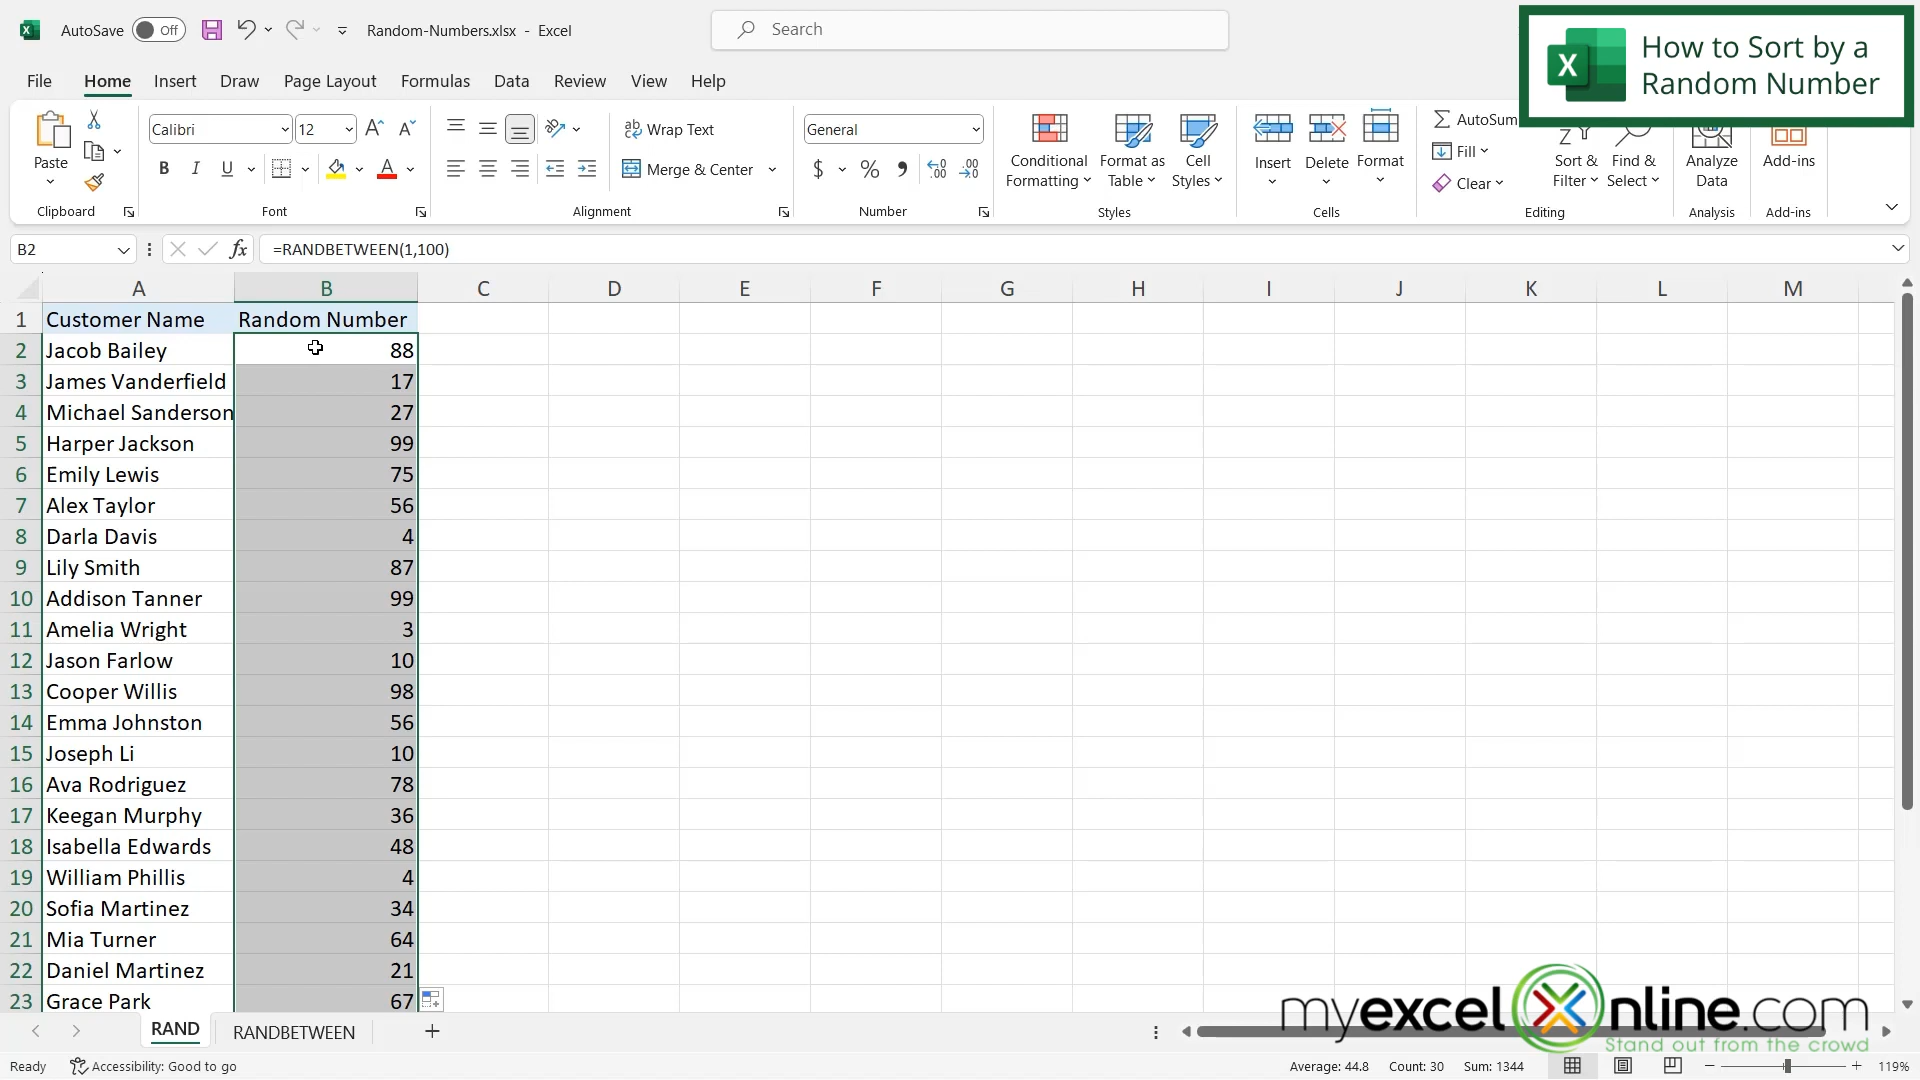 AutoSave Off Random-Numbers.xlsx - Excel Search
How to Sort by a
Random Number
File Home Insert Draw Page Layout Formulas Data Review View Help
Paste
Calibri 12
B I U
ab Wrap Text
Merge & Center
General
$ % ,
Conditional
Formatting
Format as
Table
Cell
Styles
Insert
Delete
Format
AutoSum
Fill
Clear
Sort &
Filter
Find &
Select
Analyze
Data
Add-ins
Clipboard Font Alignment Number Styles Cells Editing Analysis Add-ins
B2 fx =RANDBETWEEN(1,100)
A B C D E F G H I J K L M
1 Customer Name Random Number
2 Jacob Bailey 88
3 James Vanderfield 17
4 Michael Sanderson 27
5 Harper Jackson 99
6 Emily Lewis 75
7 Alex Taylor 56
8 Darla Davis 4
9 Lily Smith 87
10 Addison Tanner 99
11 Amelia Wright 3
12 Jason Farlow 10
13 Cooper Willis 98
14 Emma Johnston 56
15 Joseph Li 10
16 Ava Rodriguez 78
17 Keegan Murphy 36
18 Isabella Edwards 48
19 William Phillis 4
20 Sofia Martinez 34
21 Mia Turner 64
22 Daniel Martinez 21
23 Grace Park 67
RAND RANDBETWEEN +
myexcelOnline.com
Stand out from the crowd
Ready Accessibility: Good to go Average: 44.8 Count: 30 Sum: 1344 119%